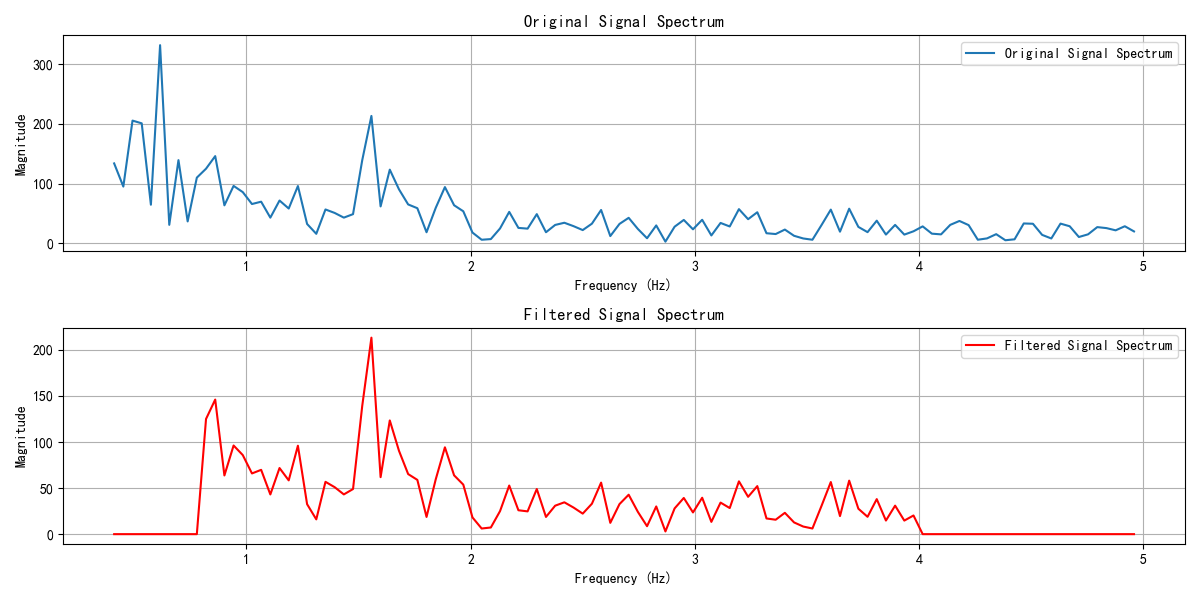 Original Signal Spectrum
Original Signal Spectrum
Magnitude
300
200
100
0
1 2 3 4 5
Frequency (Hz)
Filtered Signal Spectrum
Filtered Signal Spectrum
Magnitude
200
150
100
50
0
1 2 3 4 5
Frequency (Hz)